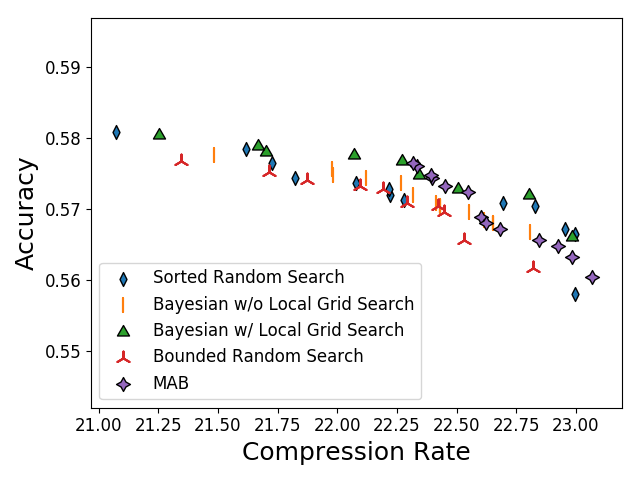 0.59
0.58
0.57
0.56
0.55
Accuracy
Sorted Random Search
Bayesian w/o Local Grid Search
Bayesian w/ Local Grid Search
Bounded Random Search
MAB
21.00 21.25 21.50 21.75 22.00 22.25 22.50 22.75 23.00
Compression Rate